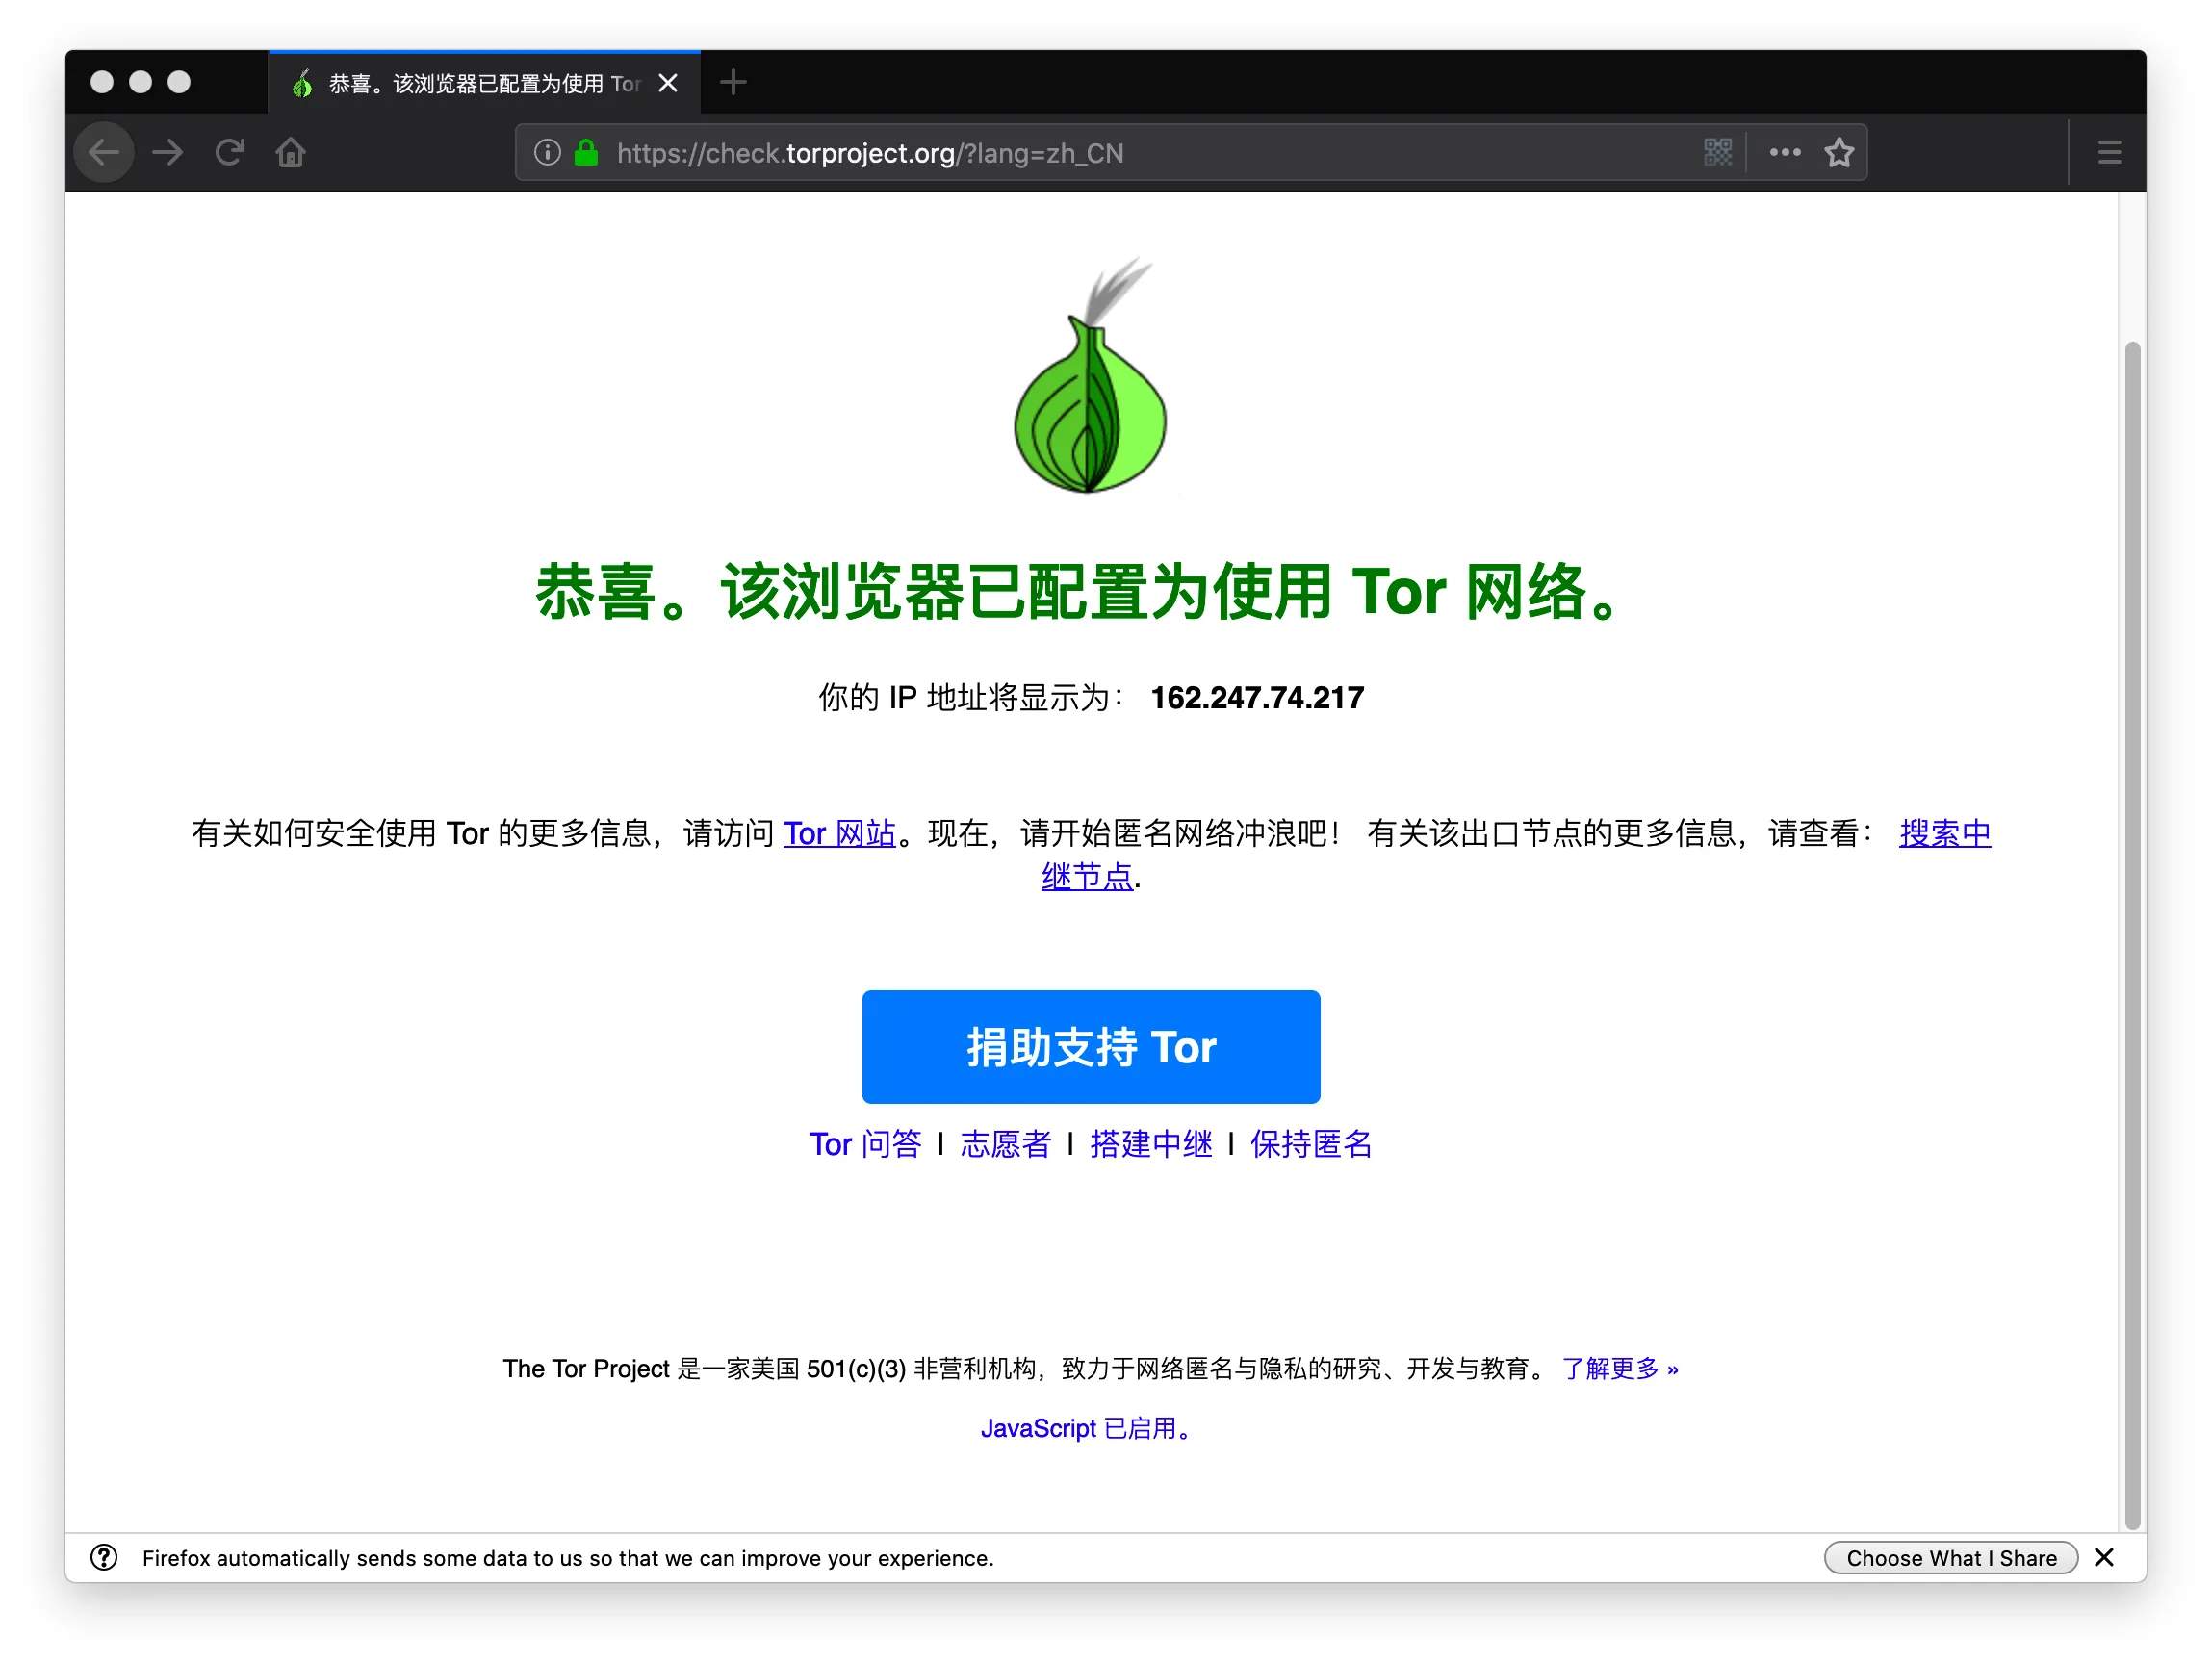 恭喜。该浏览器已配置为使用 Tor
https://check.torproject.org/?lang=zh_CN
恭喜。该浏览器已配置为使用 Tor 网络。
你的 IP 地址将显示为： 162.247.74.217
有关如何安全使用 Tor 的更多信息，请访问 Tor 网站。现在，请开始匿名网络冲浪吧！ 有关该出口节点的更多信息，请查看： 搜索中
继节点.
捐助支持 Tor
Tor 问答 | 志愿者 | 搭建中继 | 保持匿名
The Tor Project 是一家美国 501(c)(3) 非营利机构，致力于网络匿名与隐私的研究、开发与教育。 了解更多 »
JavaScript 已启用。
Firefox automatically sends some data to us so that we can improve your experience. Choose What I Share